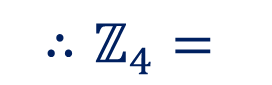 ∴ ℤ₄ =